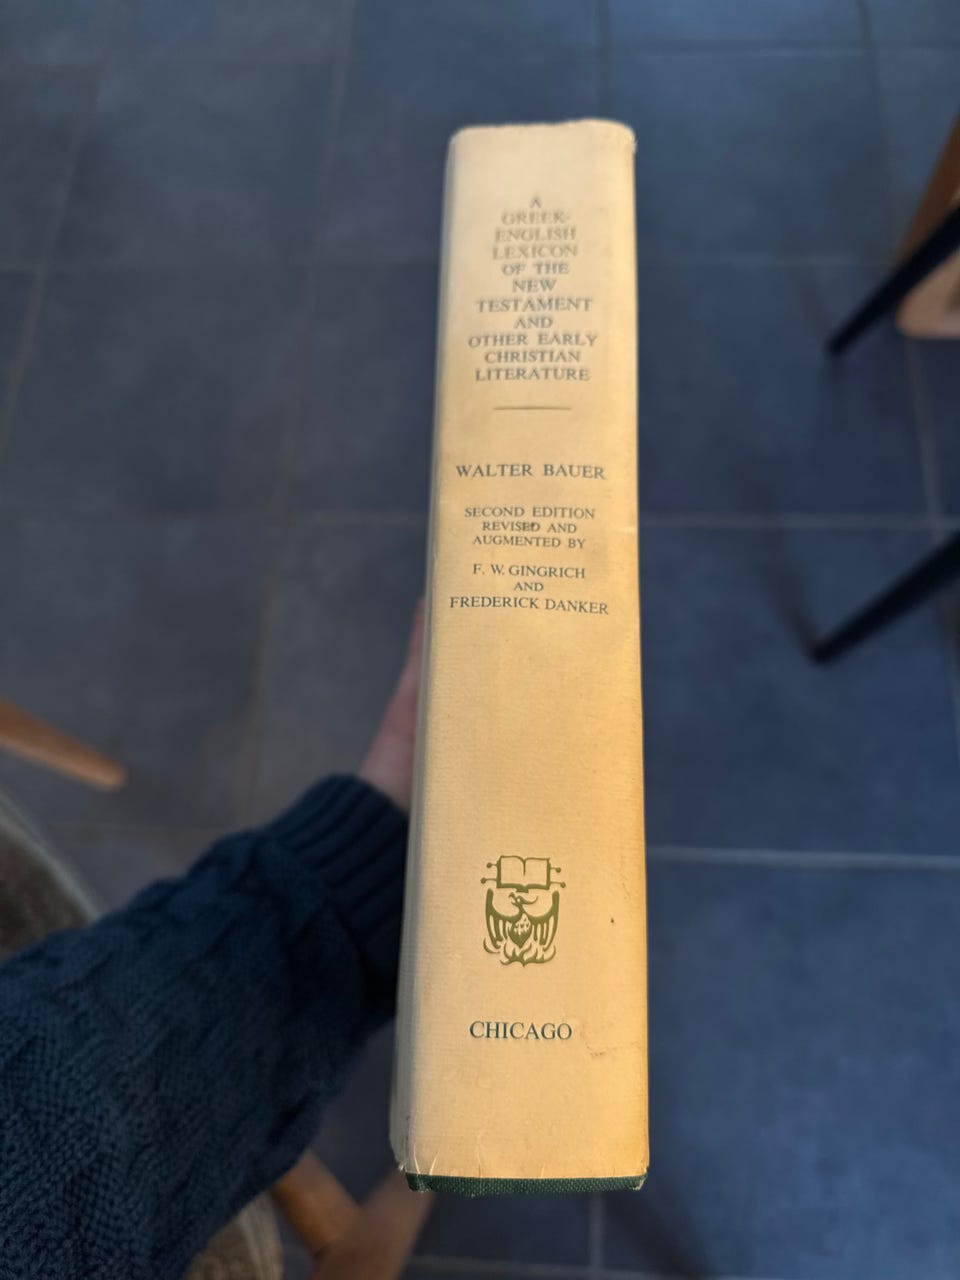 A
GREEK-
ENGLISH
LEXICON
OF THE
NEW
TESTAMENT
AND
OTHER EARLY
CHRISTIAN
LITERATURE
WALTER BAUER
SECOND EDITION
REVISED AND
AUGMENTED BY
F. W. GINGRICH
AND
FREDERICK DANKER
CHICAGO